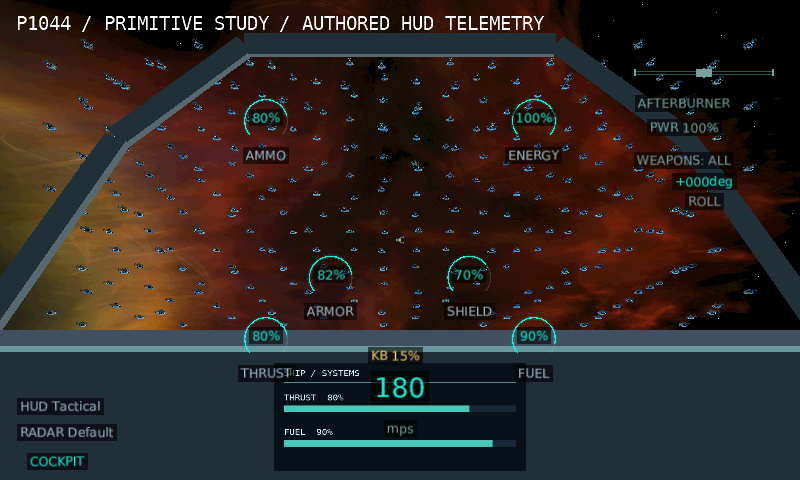 P1044 / PRIMITIVE STUDY / AUTHORED HUD TELEMETRY
80%
AMMO
100%
ENERGY
AFTERBURNER
PWR 100%
WEAPONS: ALL
+000deg
ROLL
82%
ARMOR
70%
SHIELD
80%
THRUST
90%
FUEL
KB 15%
SHIP / SYSTEMS
180
mps
THRUST 80%
FUEL 90%
HUD Tactical
RADAR Default
COCKPIT